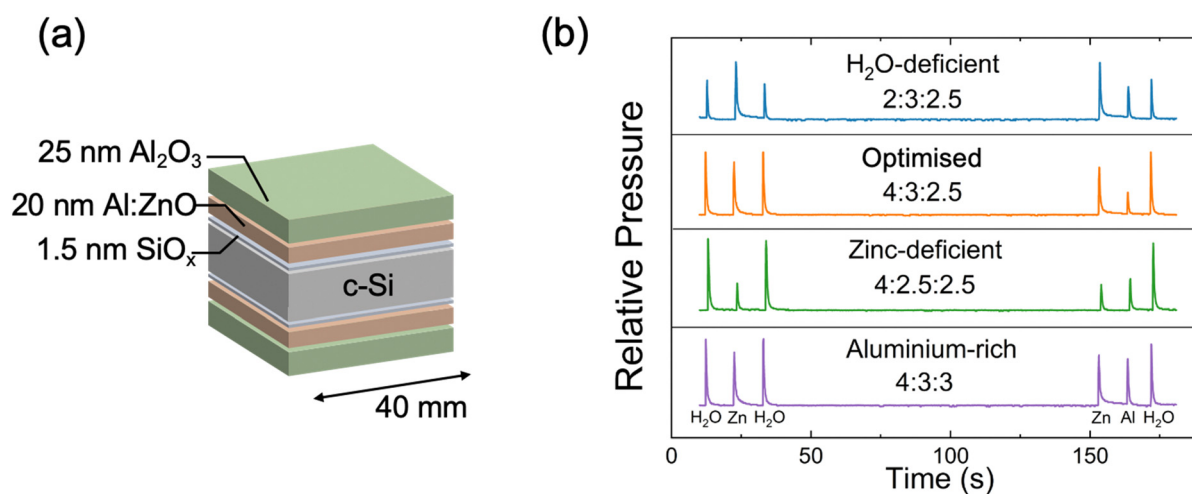 (a)
25 nm Al₂O₃
20 nm Al:ZnO
1.5 nm SiOₓ
c-Si
40 mm
(b)
Relative Pressure
H₂O-deficient
2:3:2.5
Optimised
4:3:2.5
Zinc-deficient
4:2.5:2.5
Aluminium-rich
4:3:3
H₂O Zn H₂O Zn Al H₂O
0 50 100 150
Time (s)